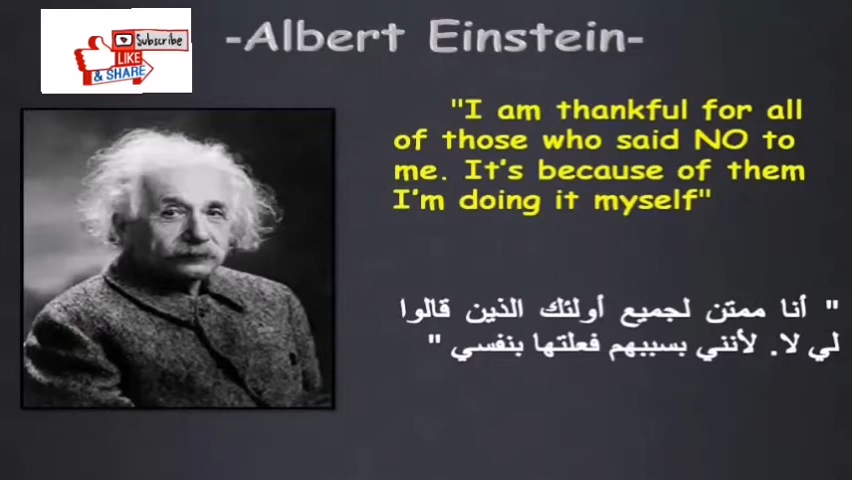 Subscribe
LIKE
& SHARE
-Albert Einstein-
"I am thankful for all
of those who said NO to
me. It's because of them
I'm doing it myself"
" أنا ممتن لجميع أولئك الذين قالوا
لي لا. لأنني بسببهم فعلتها بنفسي "